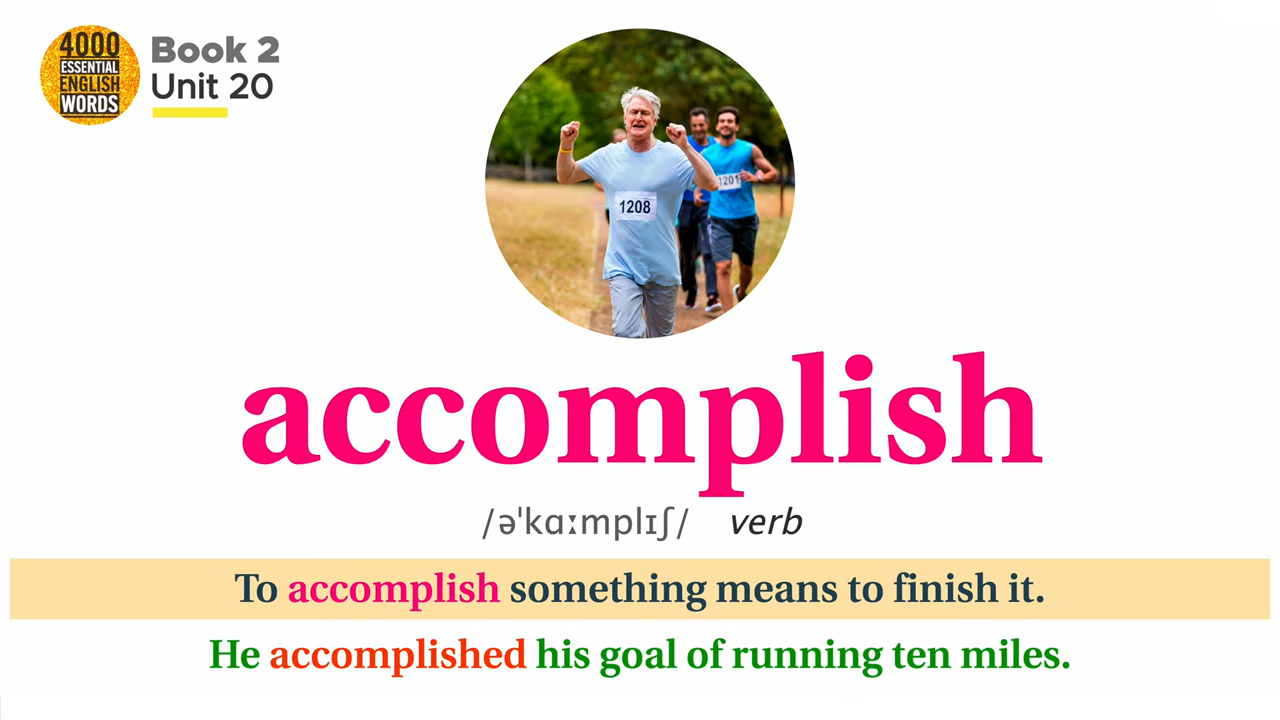 4000
ESSENTIAL
ENGLISH
WORDS
Book 2
Unit 20
1208
1201
accomplish
/əˈkɑːmplɪʃ/ verb
To accomplish something means to finish it.
He accomplished his goal of running ten miles.